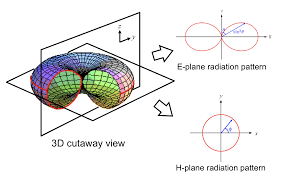 z
y
x
3D cutaway view
E-plane radiation pattern
y
x
φ
H-plane radiation pattern